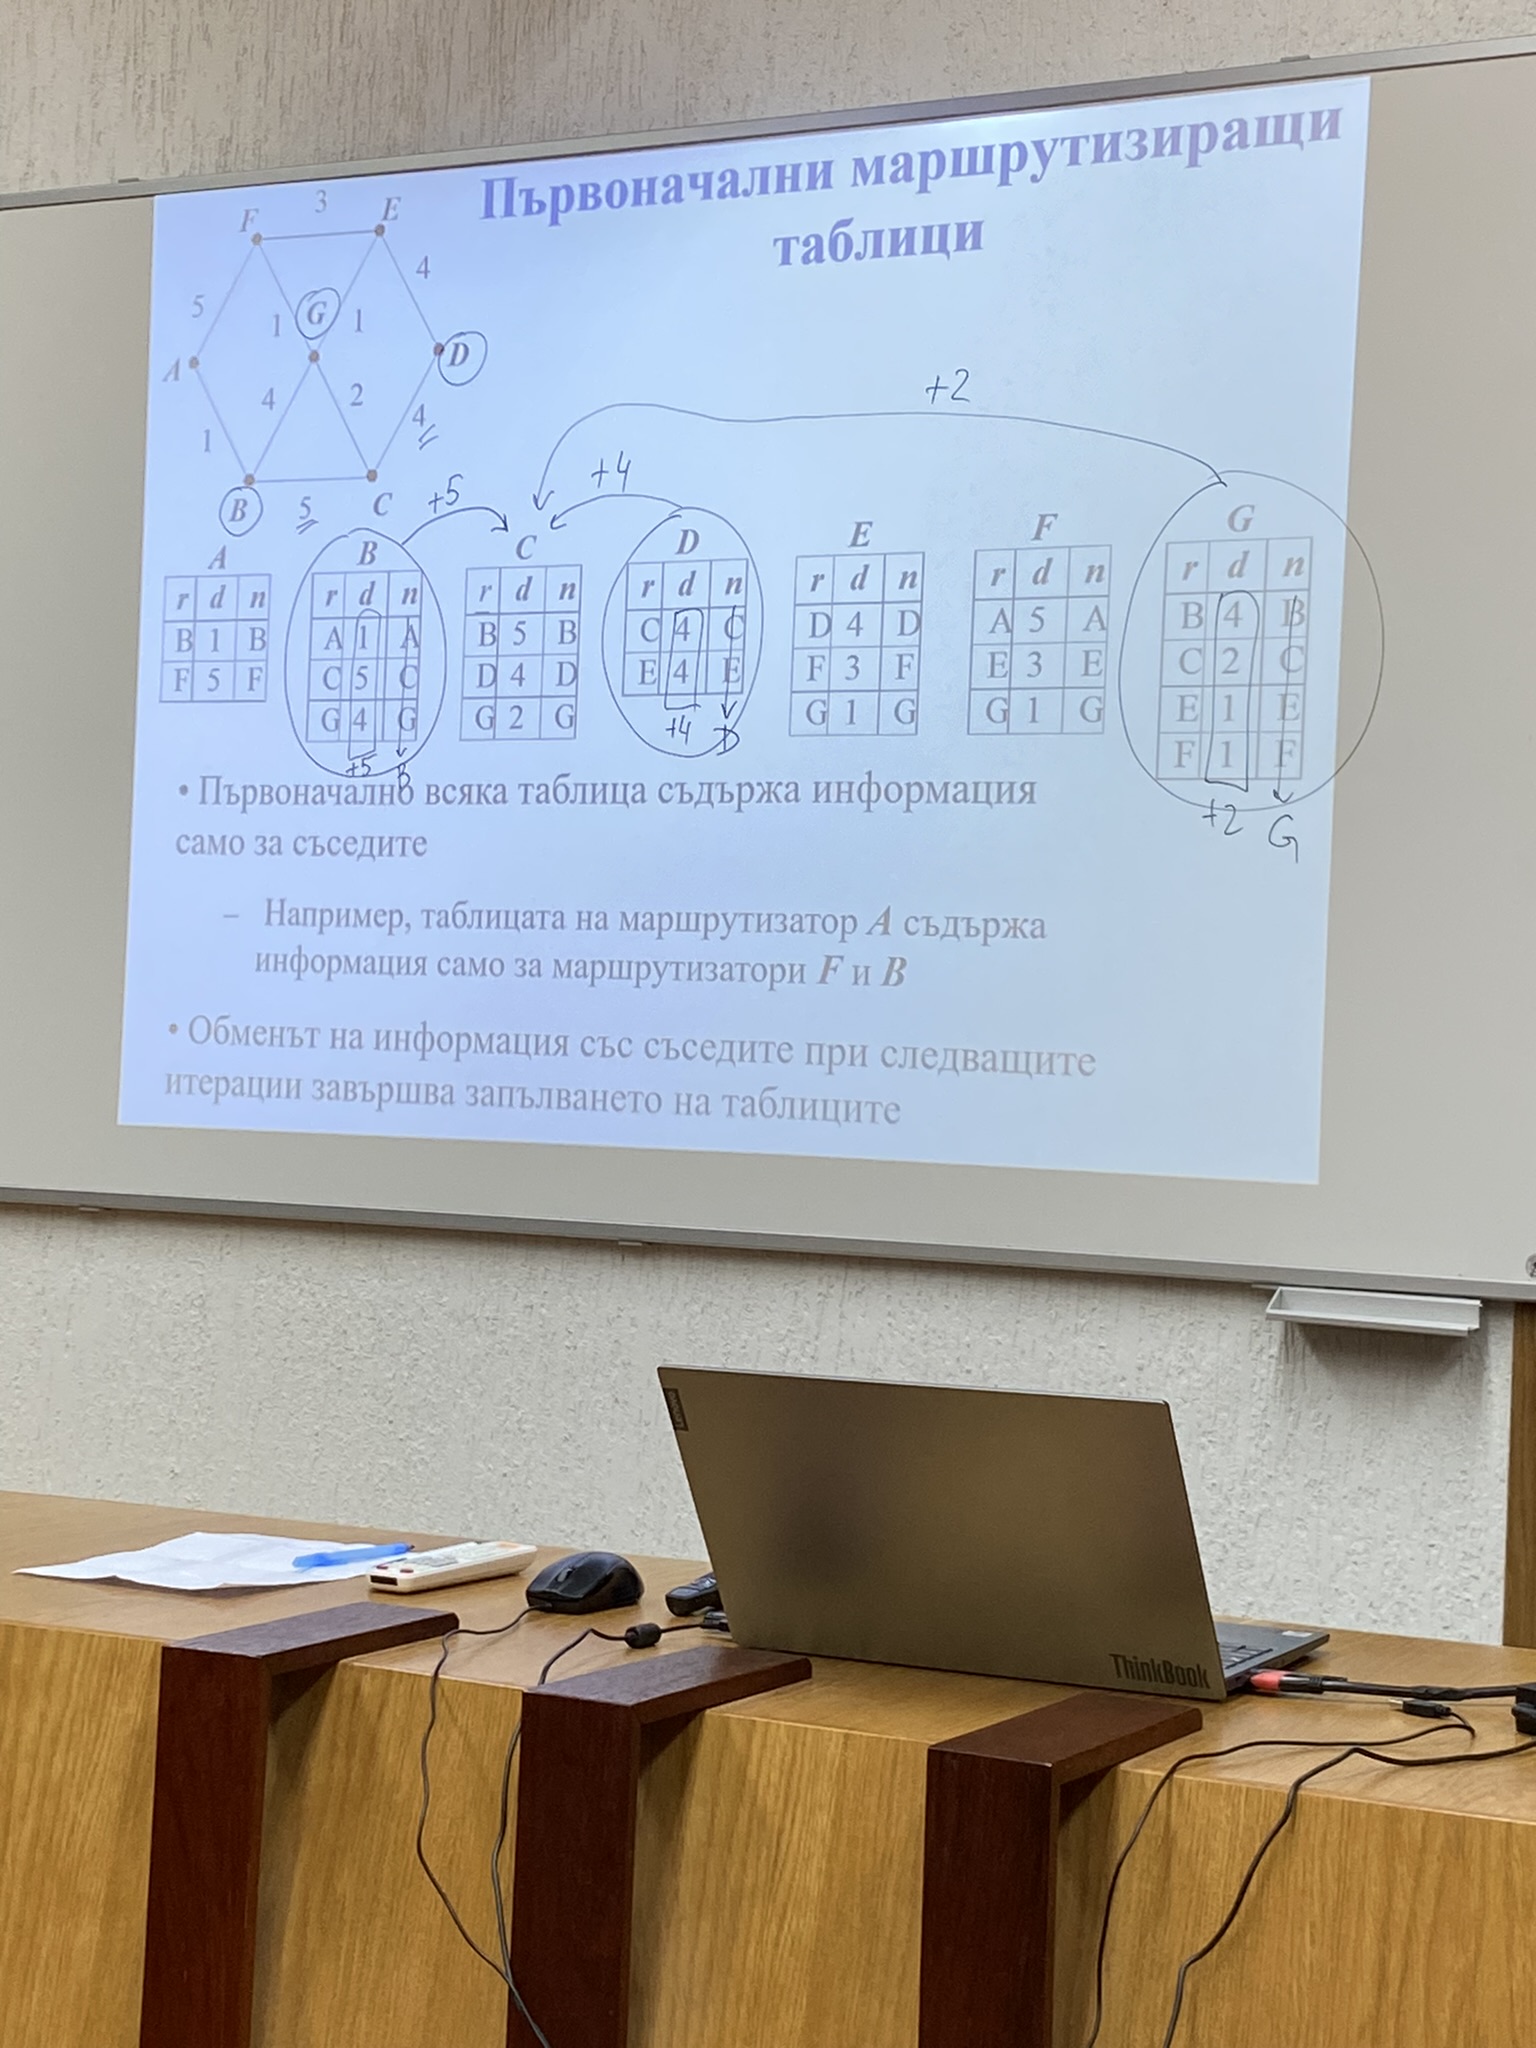 Първоначални маршрутизиращи
таблици
F 3 E
5 1 G 1 4
A D
4 2
1 4
B 5 C
+2
+5 +4
A B C D E F G
A
r d n
B 1 B
F 5 F
B
r d n
A 1 A
C 5 C
G 4 G
+5 B
C
r d n
B 5 B
D 4 D
G 2 G
D
r d n
C 4 C
E 4 E
+4 D
E
r d n
D 4 D
F 3 F
G 1 G
F
r d n
A 5 A
E 3 E
G 1 G
G
r d n
B 4 B
C 2 C
E 1 E
F 1 F
+2 G
• Първоначално всяка таблица съдържа информация
само за съседите
– Например, таблицата на маршрутизатор A съдържа
информация само за маршрутизатори F и B
• Обменът на информация със съседите при следващите
итерации завършва запълването на таблиците
Lenovo
ThinkBook